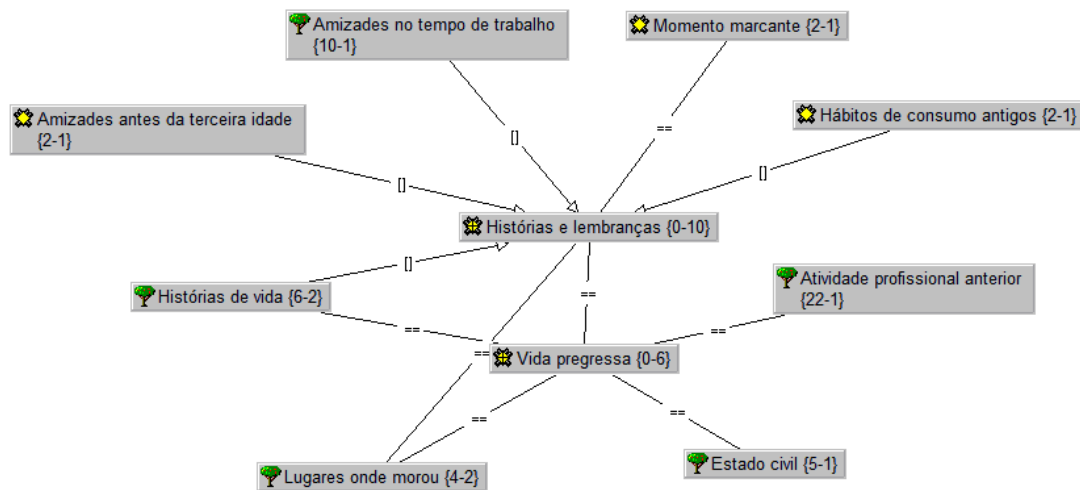 Amizades no tempo de trabalho
{10-1}
Momento marcante {2-1}
Amizades antes da terceira idade
{2-1}
Hábitos de consumo antigos {2-1}
[]
==
[]
[]
Histórias e lembranças {0-10}
[]
Histórias de vida {6-2}
Atividade profissional anterior
{22-1}
==
==
==
==
Vida pregressa {0-6}
==
==
Lugares onde morou {4-2}
Estado civil {5-1}